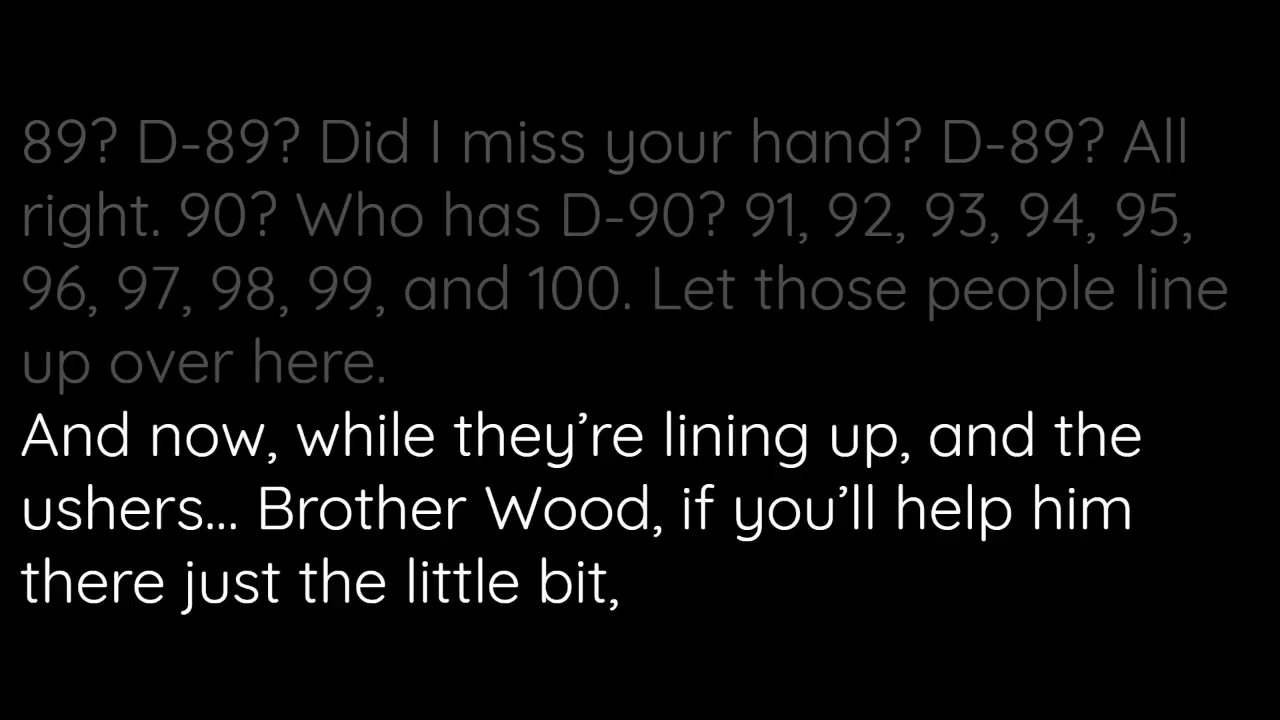 89? D-89? Did I miss your hand? D-89? All
right. 90? Who has D-90? 91, 92, 93, 94, 95,
96, 97, 98, 99, and 100. Let those people line
up over here.
And now, while they’re lining up, and the
ushers... Brother Wood, if you’ll help him
there just the little bit,